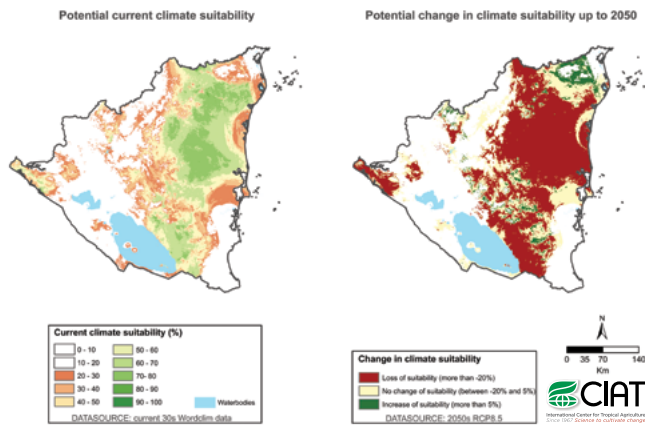 Potential current climate suitability
Potential change in climate suitability up to 2050
Current climate suitability (%)
0 - 10
10 - 20
20 - 30
30 - 40
40 - 50
50 - 60
60 - 70
70- 80
80 - 90
90 - 100
Waterbodies
DATASOURCE: current 30s Wordclim data
Change in climate suitability
Loss of suitability (more than -20%)
No change of suitability (between -20% and 5%)
Increase of suitability (more than 5%)
DATASOURCE: 2050s RCP8.5
N
0 35 70 140
Km
CIAT
International Center for Tropical Agriculture
Since 1967 Science to cultivate change